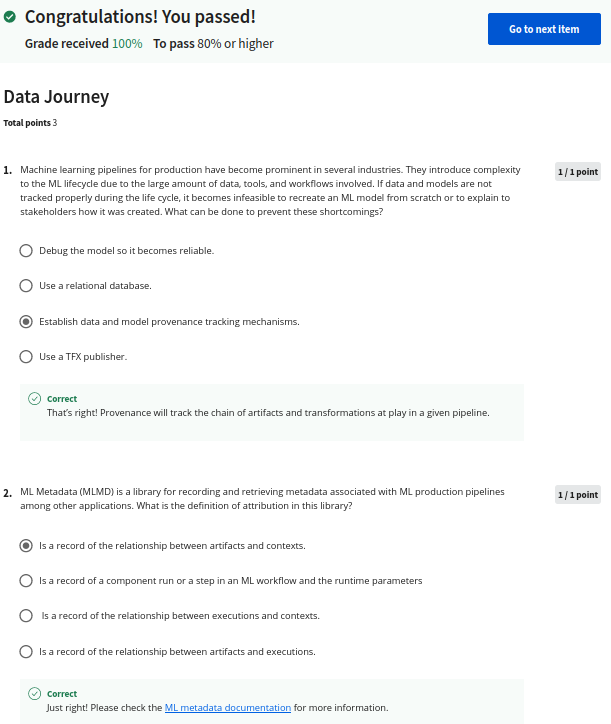 Congratulations! You passed!
Grade received 100% To pass 80% or higher
Go to next item
Data Journey
Total points 3
1. Machine learning pipelines for production have become prominent in several industries. They introduce complexity
to the ML lifecycle due to the large amount of data, tools, and workflows involved. If data and models are not
tracked properly during the life cycle, it becomes infeasible to recreate an ML model from scratch or to explain to
stakeholders how it was created. What can be done to prevent these shortcomings?
1 / 1 point
Debug the model so it becomes reliable.
Use a relational database.
Establish data and model provenance tracking mechanisms.
Use a TFX publisher.
Correct
That's right! Provenance will track the chain of artifacts and transformations at play in a given pipeline.
2. ML Metadata (MLMD) is a library for recording and retrieving metadata associated with ML production pipelines
among other applications. What is the definition of attribution in this library?
1 / 1 point
Is a record of the relationship between artifacts and contexts.
Is a record of a component run or a step in an ML workflow and the runtime parameters
Is a record of the relationship between executions and contexts.
Is a record of the relationship between artifacts and executions.
Correct
Just right! Please check the ML metadata documentation for more information.